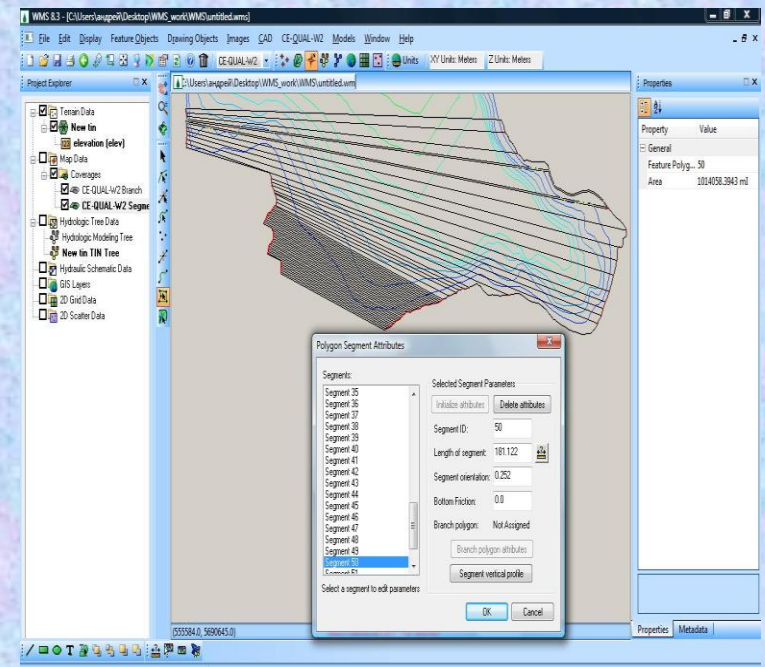 WMS 8.3 - [C:\Users\андрей\Desktop\WMS_work\WMS\untitled.wms]
File Edit Display Feature Objects Drawing Objects Images CAD CE-QUAL-W2 Models Window Help
CE-QUAL-W2 Units XY Units: Meters Z Units: Meters
Project Explorer
C:\Users\андрей\Desktop\WMS_work\WMS\untitled.wm
Properties
Terrain Data
New tin
elevation (elev)
Map Data
Coverages
CE-QUAL-W2 Branch
CE-QUAL-W2 Segme
Hydrologic Tree Data
Hydrologic Modeling Tree
New tin TIN Tree
Hydraulic Schematic Data
GIS Layers
2D Grid Data
2D Scatter Data
Property Value
General
Feature Polyg... 50
Area 1014058.3943 m
Polygon Segment Attributes
Segments:
Segment 35
Segment 36
Segment 37
Segment 38
Segment 39
Segment 40
Segment 41
Segment 42
Segment 43
Segment 44
Segment 45
Segment 46
Segment 47
Segment 48
Segment 49
Segment 50
Segment 51
Select a segment to edit parameters
Selected Segment Parameters
Initialize attributes Delete attributes
Segment ID: 50
Length of segment: 181.122
Segment orientation: 0.252
Bottom Friction: 0.0
Branch polygon: Not Assigned
Branch polygon attributes
Segment vertical profile
OK Cancel
(555584.0, 5690645.0)
Properties Metadata